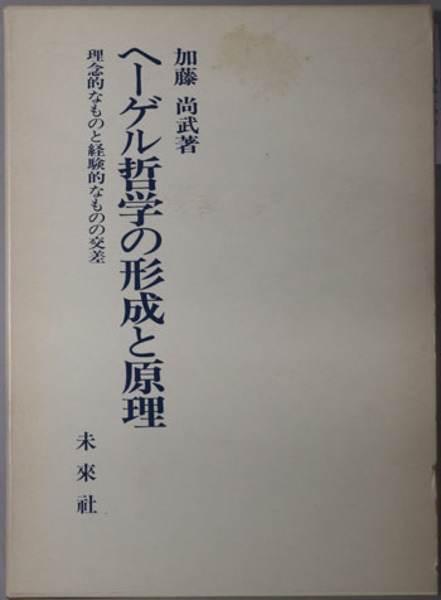 加藤 尚武著
ヘーゲル哲学の形成と原理
理念的なものと経験的なものの交差
未來社